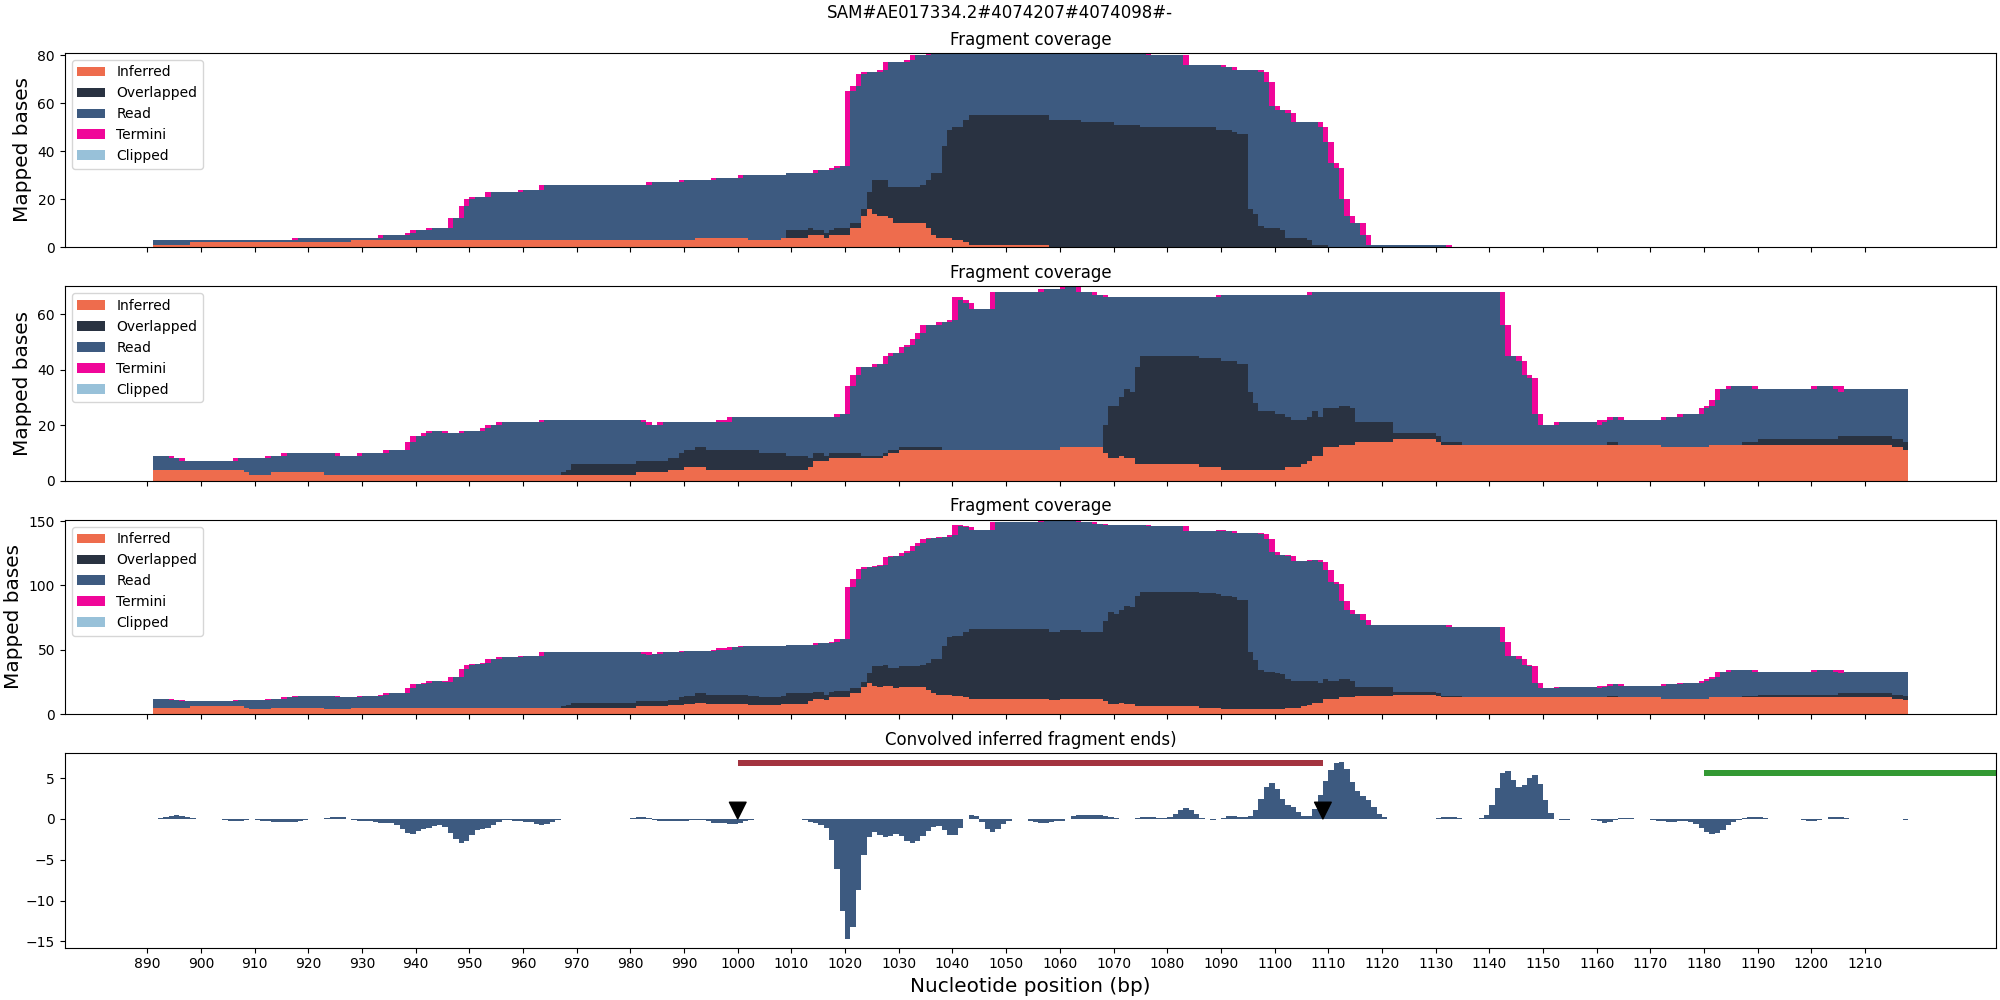 SAM#AE017334.2#4074207#4074098#-
Fragment coverage
Mapped bases
80
60
40
20
0
Inferred
Overlapped
Read
Termini
Clipped
Fragment coverage
Mapped bases
60
40
20
0
Inferred
Overlapped
Read
Termini
Clipped
Fragment coverage
Mapped bases
150
100
50
0
Inferred
Overlapped
Read
Termini
Clipped
Convolved inferred fragment ends)
5
0
−5
−10
−15
890 900 910 920 930 940 950 960 970 980 990 1000 1010 1020 1030 1040 1050 1060 1070 1080 1090 1100 1110 1120 1130 1140 1150 1160 1170 1180 1190 1200 1210
Nucleotide position (bp)